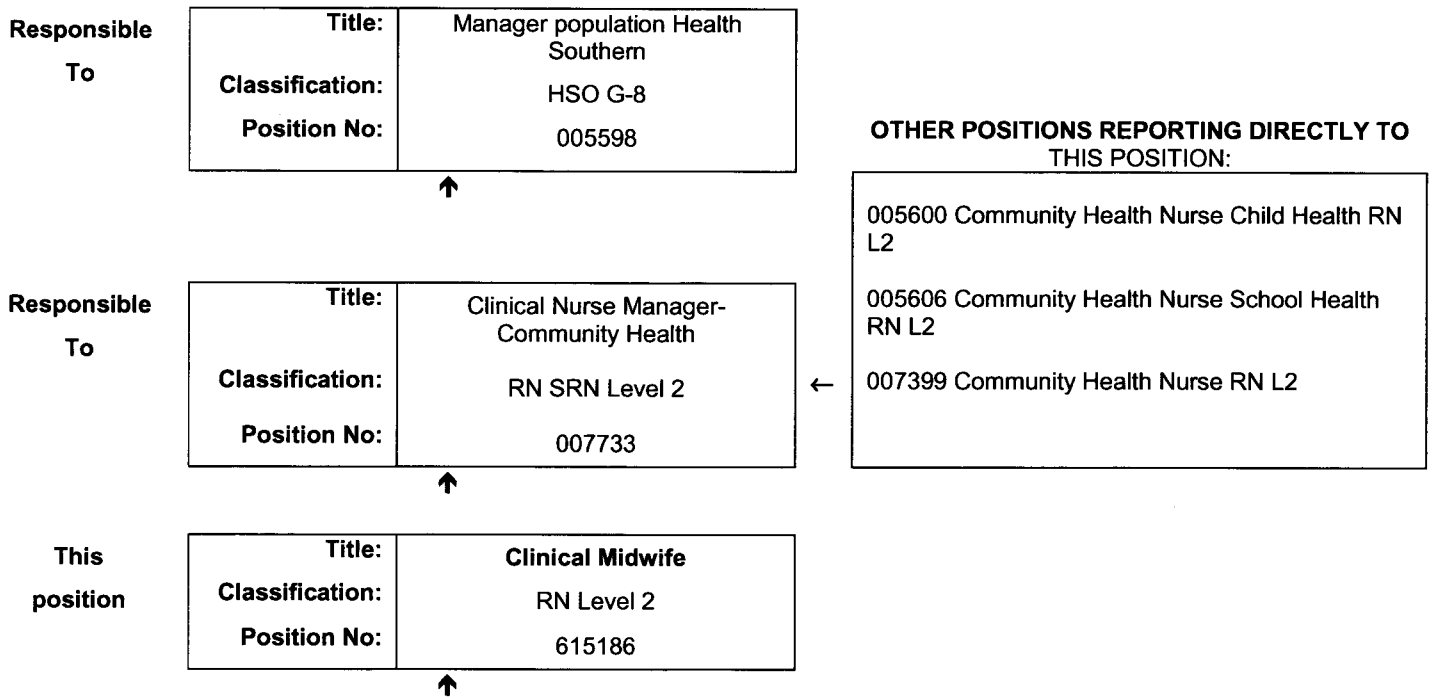 Responsible
To
Title: Manager population Health
Southern
Classification: HSO G-8
Position No: 005598
↑
OTHER POSITIONS REPORTING DIRECTLY TO
THIS POSITION:
005600 Community Health Nurse Child Health RN
L2
005606 Community Health Nurse School Health
RN L2
007399 Community Health Nurse RN L2
Responsible
To
Title: Clinical Nurse Manager-
Community Health
Classification: RN SRN Level 2
Position No: 007733
←
↑
This
position
Title: Clinical Midwife
Classification: RN Level 2
Position No: 615186
↑